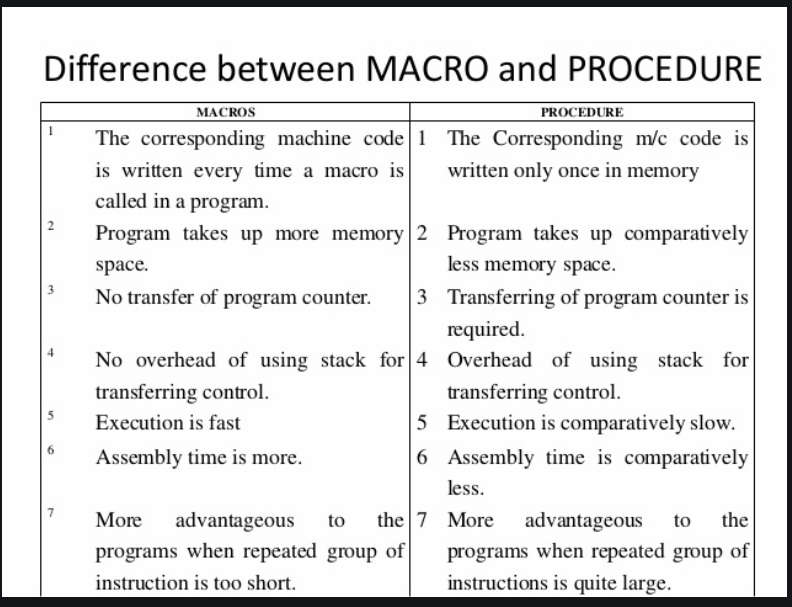 Difference between MACRO and PROCEDURE
MACROS
1 The corresponding machine code
is written every time a macro is
called in a program.
2 Program takes up more memory
space.
3 No transfer of program counter.
4 No overhead of using stack for
transferring control.
5 Execution is fast
6 Assembly time is more.
7 More advantageous to the
programs when repeated group of
instruction is too short.
PROCEDURE
1 The Corresponding m/c code is
written only once in memory
2 Program takes up comparatively
less memory space.
3 Transferring of program counter is
required.
4 Overhead of using stack for
transferring control.
5 Execution is comparatively slow.
6 Assembly time is comparatively
less.
7 More advantageous to the
programs when repeated group of
instructions is quite large.